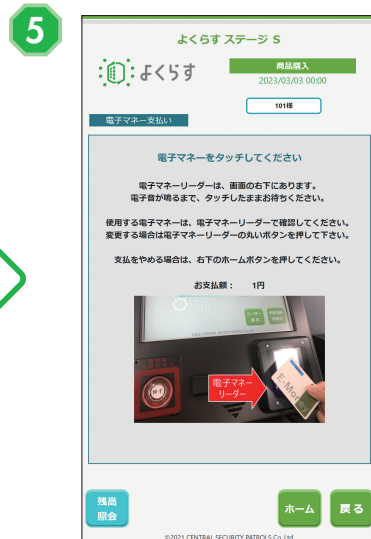 5
よくらす ステージ S
よくらす
商品購入
2023/03/03 00:00
101様
電子マネー支払い
電子マネーをタッチしてください
電子マネーリーダーは、画面の右下にあります。
電子音が鳴るまで、タッチしたままお待ちください。
使用する電子マネーは、電子マネーリーダーで確認してください。
変更する場合は電子マネーリーダーの丸いボタンを押して下さい。
支払をやめる場合は、右下のホームボタンを押してください。
お支払額： 1円
押す
電子マネー
リーダー
E-Money
残高
照会
ホーム
戻る
©2021 CENTRAL SECURITY PATROLS Co.,Ltd.